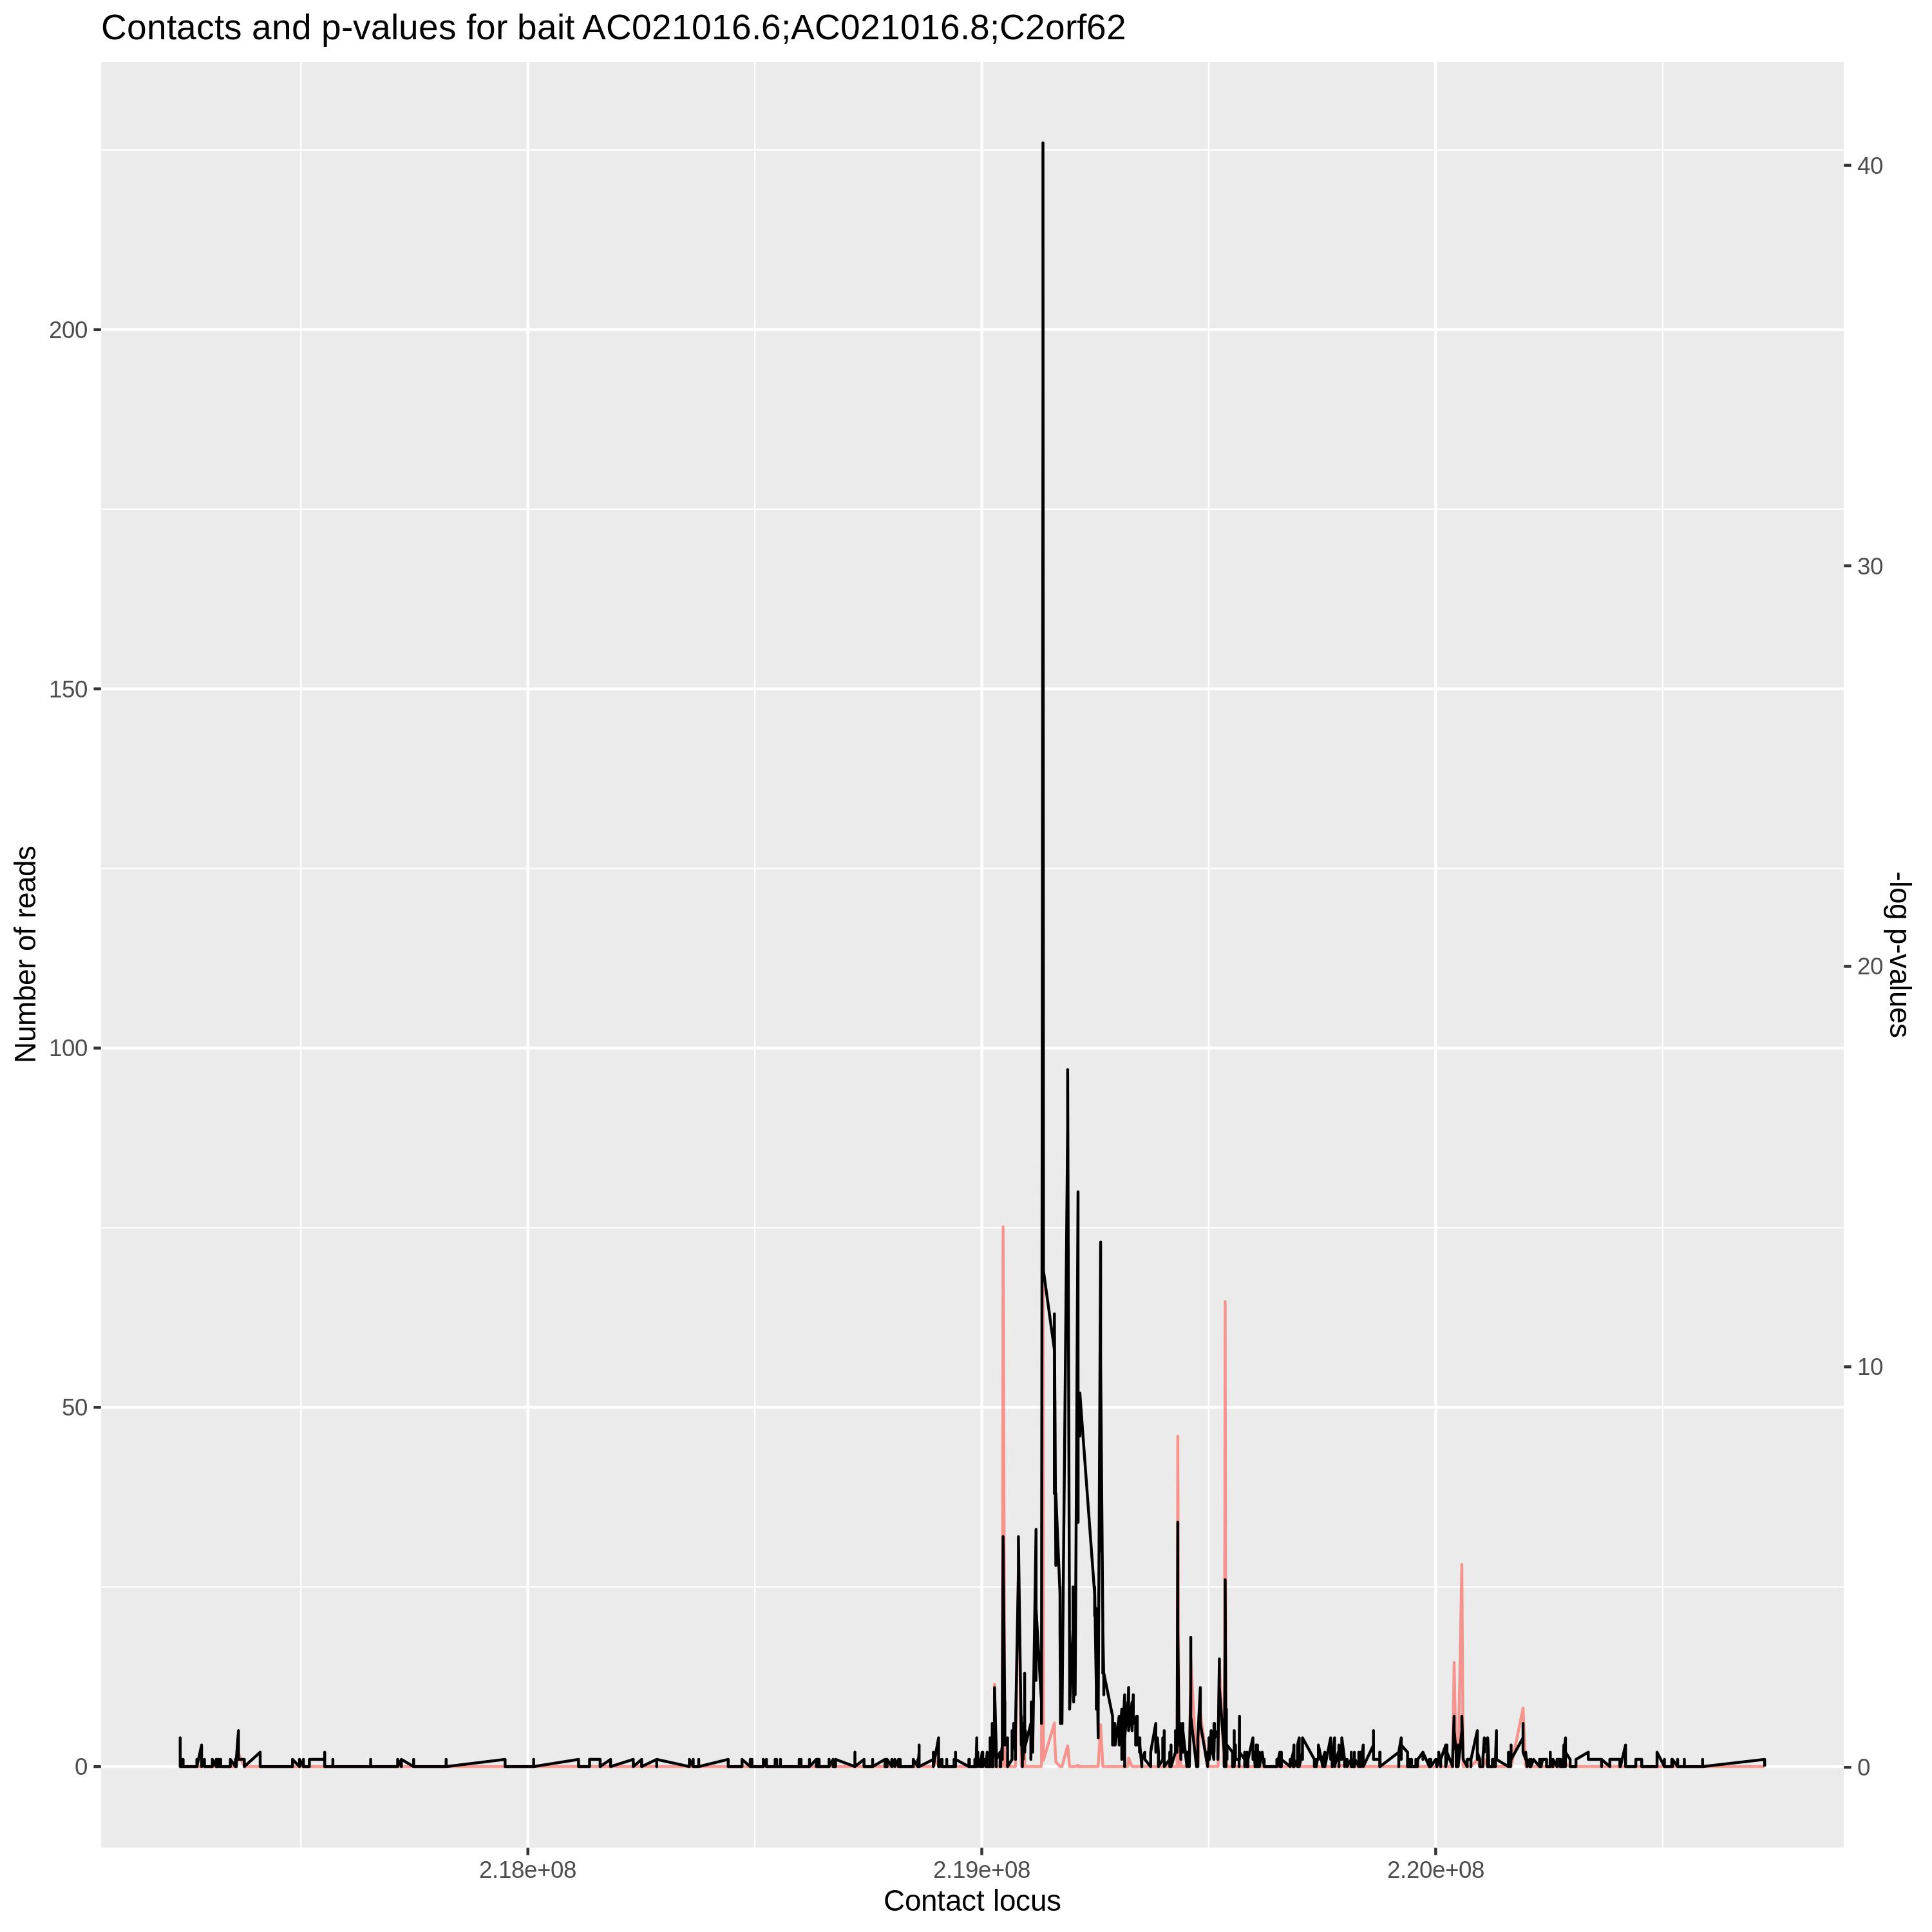 Contacts and p-values for bait AC021016.6;AC021016.8;C2orf62
Number of reads
200
150
100
50
0
40
30
20
10
0
-log p-values
2.18e+08
2.19e+08
2.20e+08
Contact locus